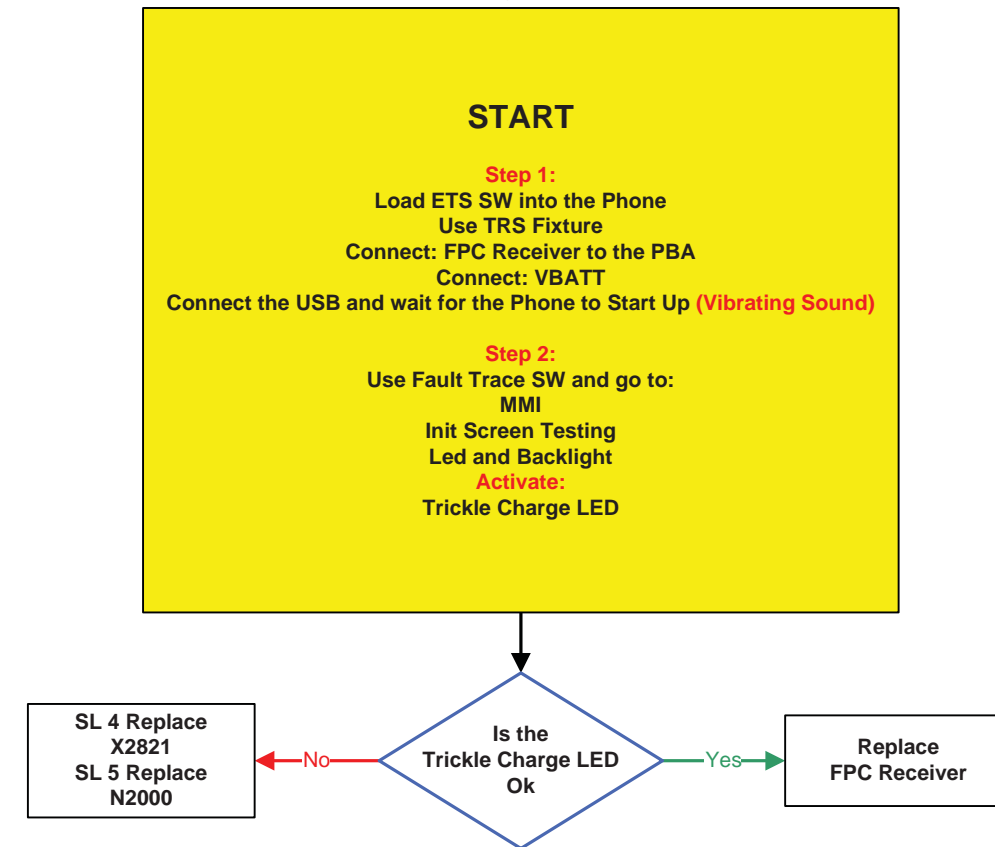 START
Step 1:
Load ETS SW into the Phone
Use TRS Fixture
Connect: FPC Receiver to the PBA
Connect: VBATT
Connect the USB and wait for the Phone to Start Up (Vibrating Sound)
Step 2:
Use Fault Trace SW and go to:
MMI
Init Screen Testing
Led and Backlight
Activate:
Trickle Charge LED
Is the
Trickle Charge LED
Ok
No
SL 4 Replace
X2821
SL 5 Replace
N2000
Yes
Replace
FPC Receiver